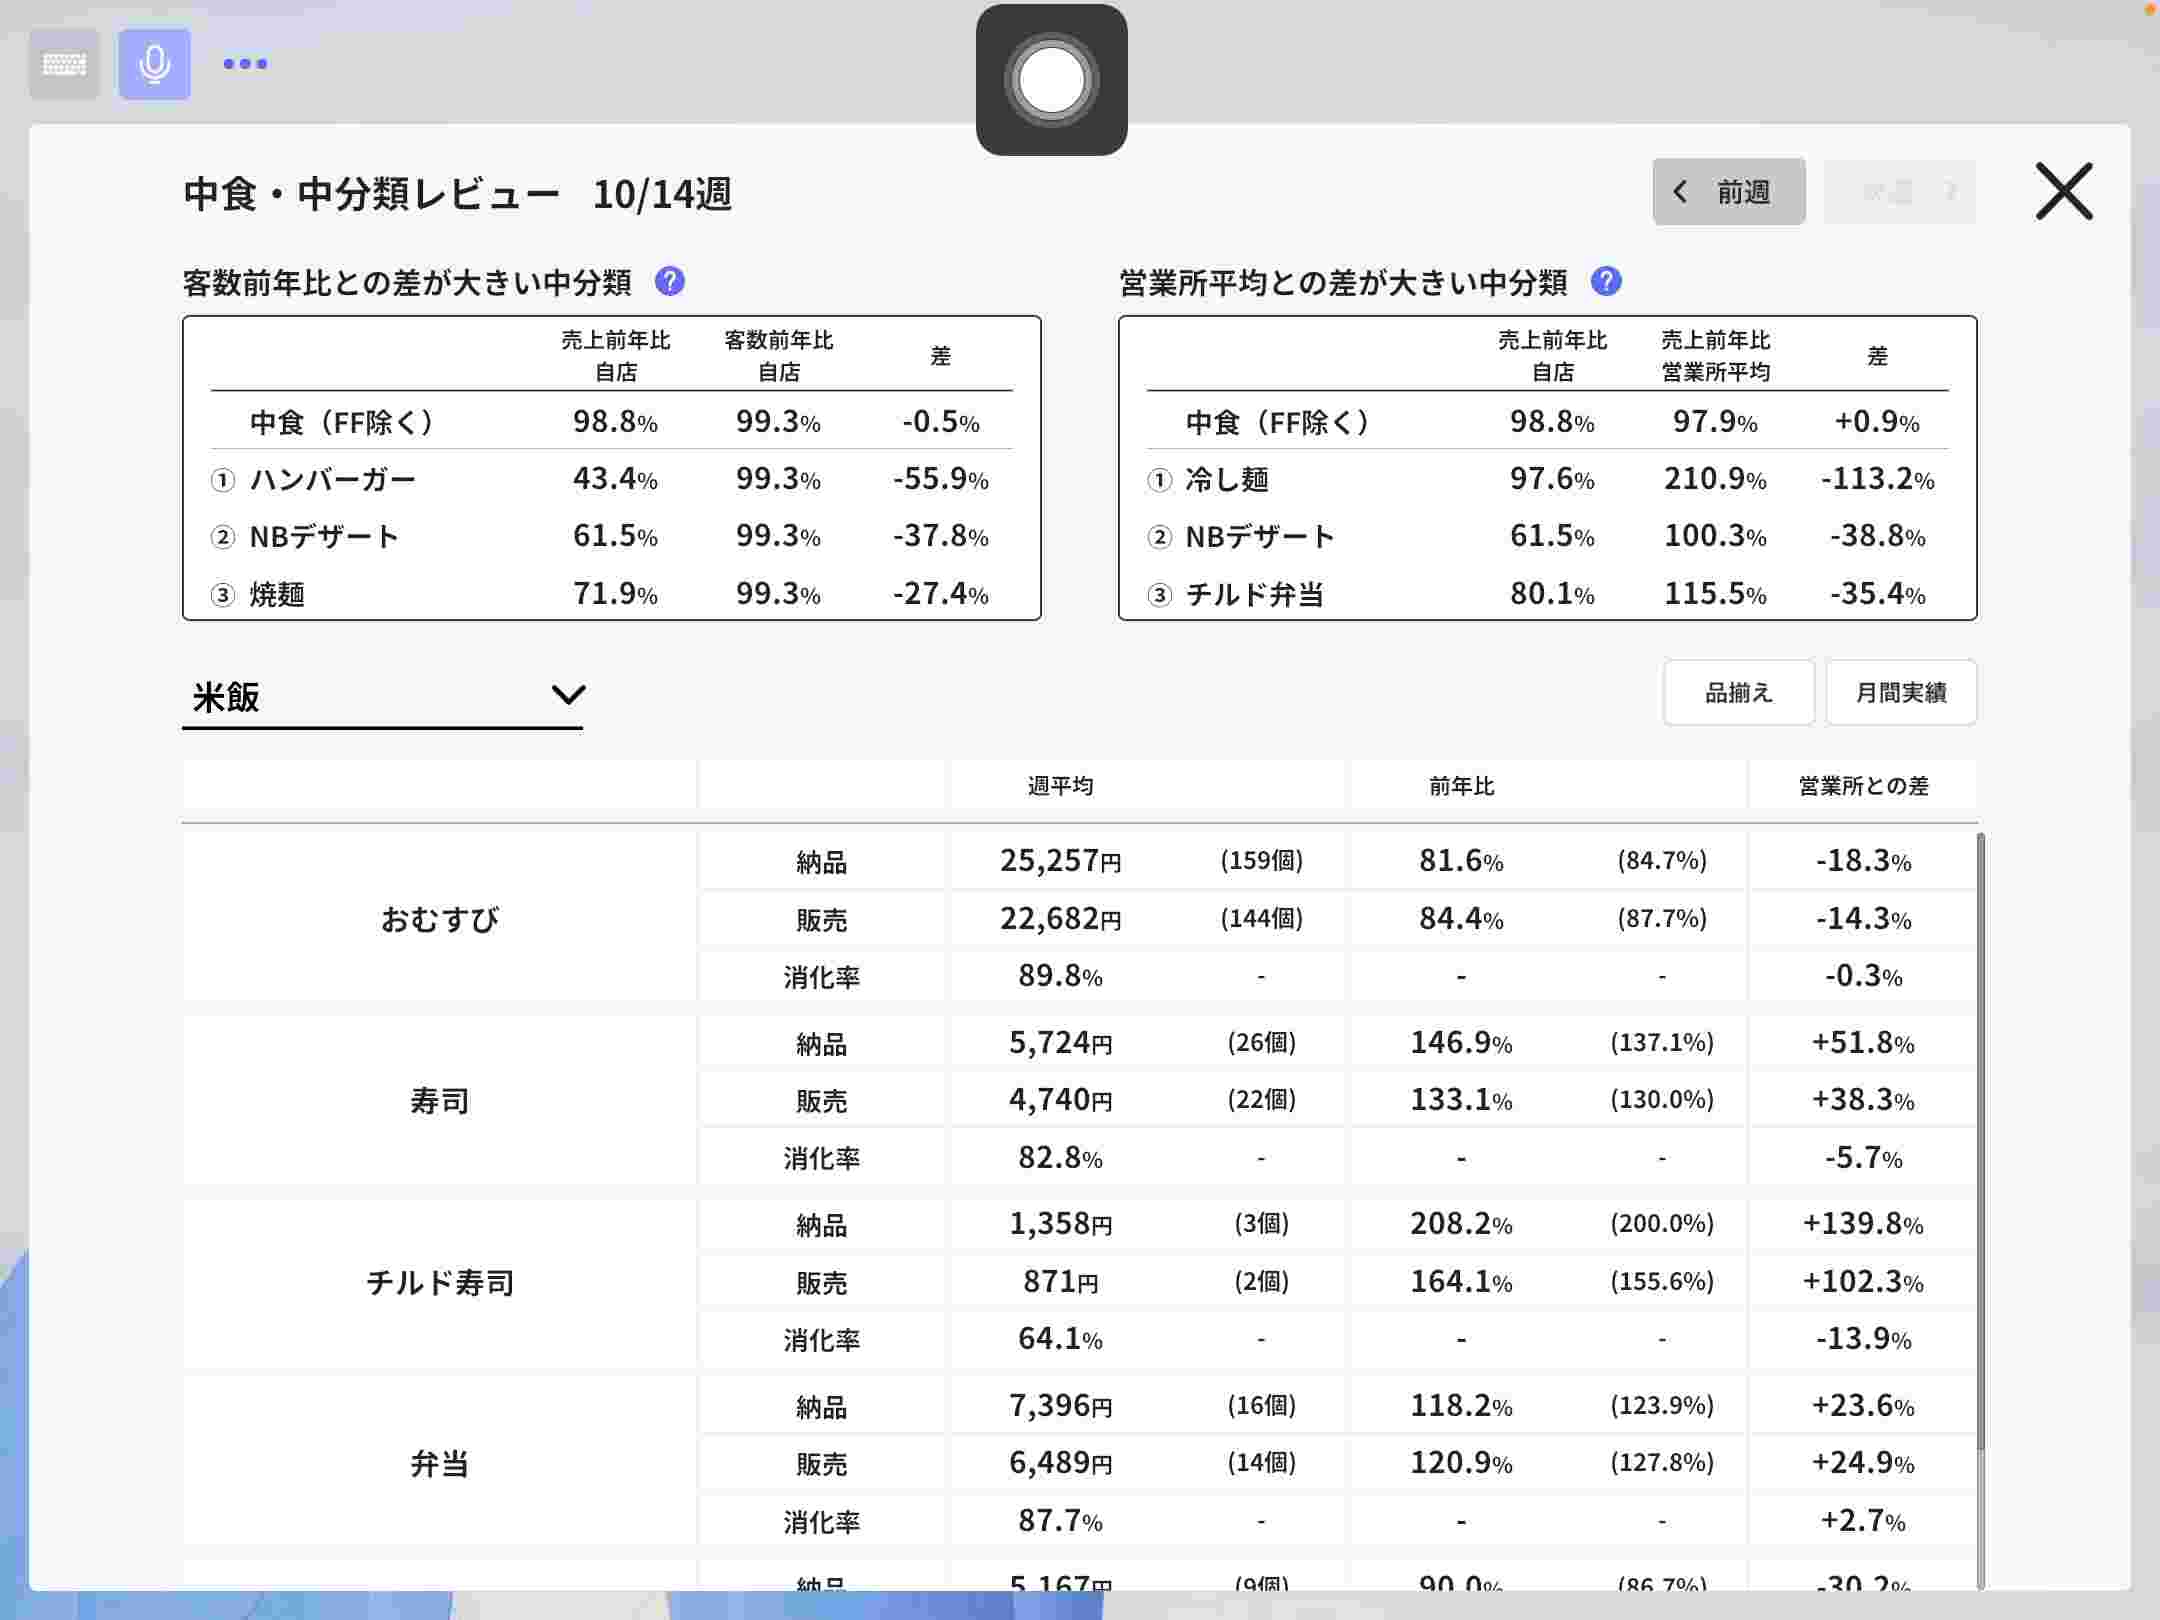 中食・中分類レビュー 10/14週
前週
客数前年比との差が大きい中分類 ?
売上前年比 自店 客数前年比 自店 差
中食（FF除く） 98.8% 99.3% -0.5%
① ハンバーガー 43.4% 99.3% -55.9%
② NBデザート 61.5% 99.3% -37.8%
③ 焼麺 71.9% 99.3% -27.4%
営業所平均との差が大きい中分類 ?
売上前年比 自店 売上前年比 営業所平均 差
中食（FF除く） 98.8% 97.9% +0.9%
① 冷し麺 97.6% 210.9% -113.2%
② NBデザート 61.5% 100.3% -38.8%
③ チルド弁当 80.1% 115.5% -35.4%
米飯
品揃え 月間実績
週平均 前年比 営業所との差
おむすび
納品 25,257円 (159個) 81.6% (84.7%) -18.3%
販売 22,682円 (144個) 84.4% (87.7%) -14.3%
消化率 89.8% - - - -0.3%
寿司
納品 5,724円 (26個) 146.9% (137.1%) +51.8%
販売 4,740円 (22個) 133.1% (130.0%) +38.3%
消化率 82.8% - - - -5.7%
チルド寿司
納品 1,358円 (3個) 208.2% (200.0%) +139.8%
販売 871円 (2個) 164.1% (155.6%) +102.3%
消化率 64.1% - - - -13.9%
弁当
納品 7,396円 (16個) 118.2% (123.9%) +23.6%
販売 6,489円 (14個) 120.9% (127.8%) +24.9%
消化率 87.7% - - - +2.7%
納品 5,167円 (9個) 90.0% (86.7%) -30.2%